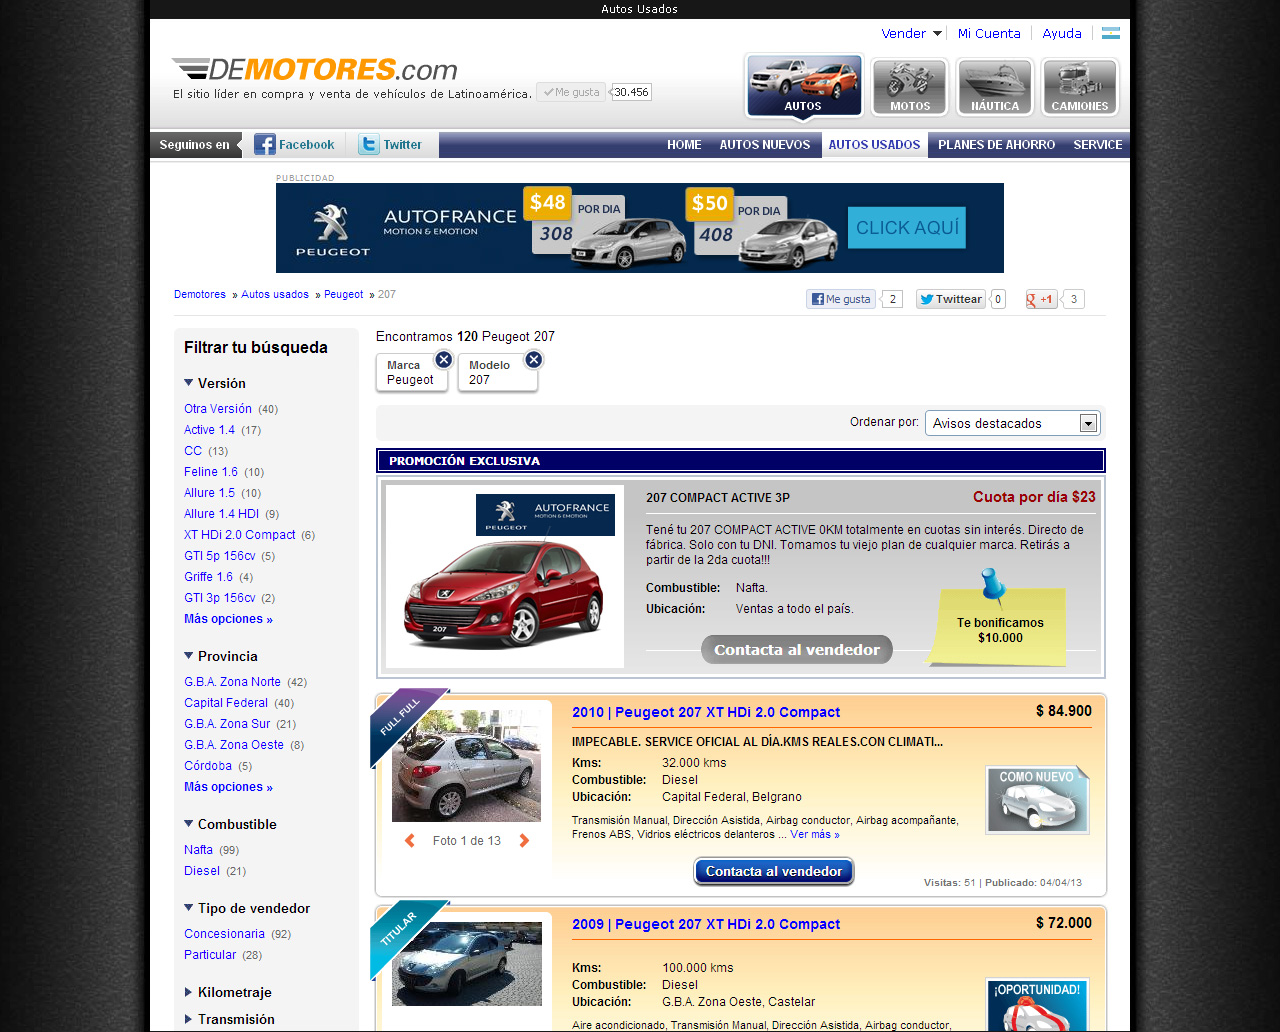 Autos Usados
Vender
Mi Cuenta
Ayuda
DEMOTORES.com
El sitio líder en compra y venta de vehículos de Latinoamérica.
Me gusta
30.456
AUTOS
MOTOS
NÁUTICA
CAMIONES
Seguinos en
Facebook
Twitter
HOME
AUTOS NUEVOS
AUTOS USADOS
PLANES DE AHORRO
SERVICE
PUBLICIDAD
PEUGEOT
AUTOFRANCE
MOTION & EMOTION
$48 POR DIA
308
$50 POR DIA
408
CLICK AQUÍ
Demotores » Autos usados » Peugeot » 207
Me gusta 2
Twittear 0
+1 3
Filtrar tu búsqueda
Versión
Otra Versión (40)
Active 1.4 (17)
CC (13)
Feline 1.6 (10)
Allure 1.5 (10)
Allure 1.4 HDI (9)
XT HDi 2.0 Compact (6)
GTI 5p 156cv (5)
Griffe 1.6 (4)
GTI 3p 156cv (2)
Más opciones »
Provincia
G.B.A. Zona Norte (42)
Capital Federal (40)
G.B.A. Zona Sur (21)
G.B.A. Zona Oeste (8)
Córdoba (5)
Más opciones »
Combustible
Nafta (99)
Diesel (21)
Tipo de vendedor
Concesionaria (92)
Particular (28)
Kilometraje
Transmisión
Encontramos 120 Peugeot 207
Marca
Peugeot
Modelo
207
Ordenar por: Avisos destacados
PROMOCIÓN EXCLUSIVA
PEUGEOT
AUTOFRANCE
MOTION & EMOTION
207
207 COMPACT ACTIVE 3P
Cuota por día $23
Tené tu 207 COMPACT ACTIVE 0KM totalmente en cuotas sin interés. Directo de
fábrica. Solo con tu DNI. Tomamos tu viejo plan de cualquier marca. Retirás a
partir de la 2da cuota!!!
Combustible: Nafta.
Ubicación: Ventas a todo el país.
Te bonificamos
$10.000
Contacta al vendedor
FULL FULL
Foto 1 de 13
2010 | Peugeot 207 XT HDi 2.0 Compact
$ 84.900
IMPECABLE. SERVICE OFICIAL AL DÍA.KMS REALES.CON CLIMATI...
Kms: 32.000 kms
Combustible: Diesel
Ubicación: Capital Federal, Belgrano
COMO NUEVO
Transmisión Manual, Dirección Asistida, Airbag conductor, Airbag acompañante,
Frenos ABS, Vidrios eléctricos delanteros ... Ver más »
Contacta al vendedor
Visitas: 51 | Publicado: 04/04/13
TITULAR
2009 | Peugeot 207 XT HDi 2.0 Compact
$ 72.000
Kms: 100.000 kms
Combustible: Diesel
Ubicación: G.B.A. Zona Oeste, Castelar
¡OPORTUNIDAD!
Aire acondicionado, Transmisión Manual, Dirección Asistida, Airbag conductor,